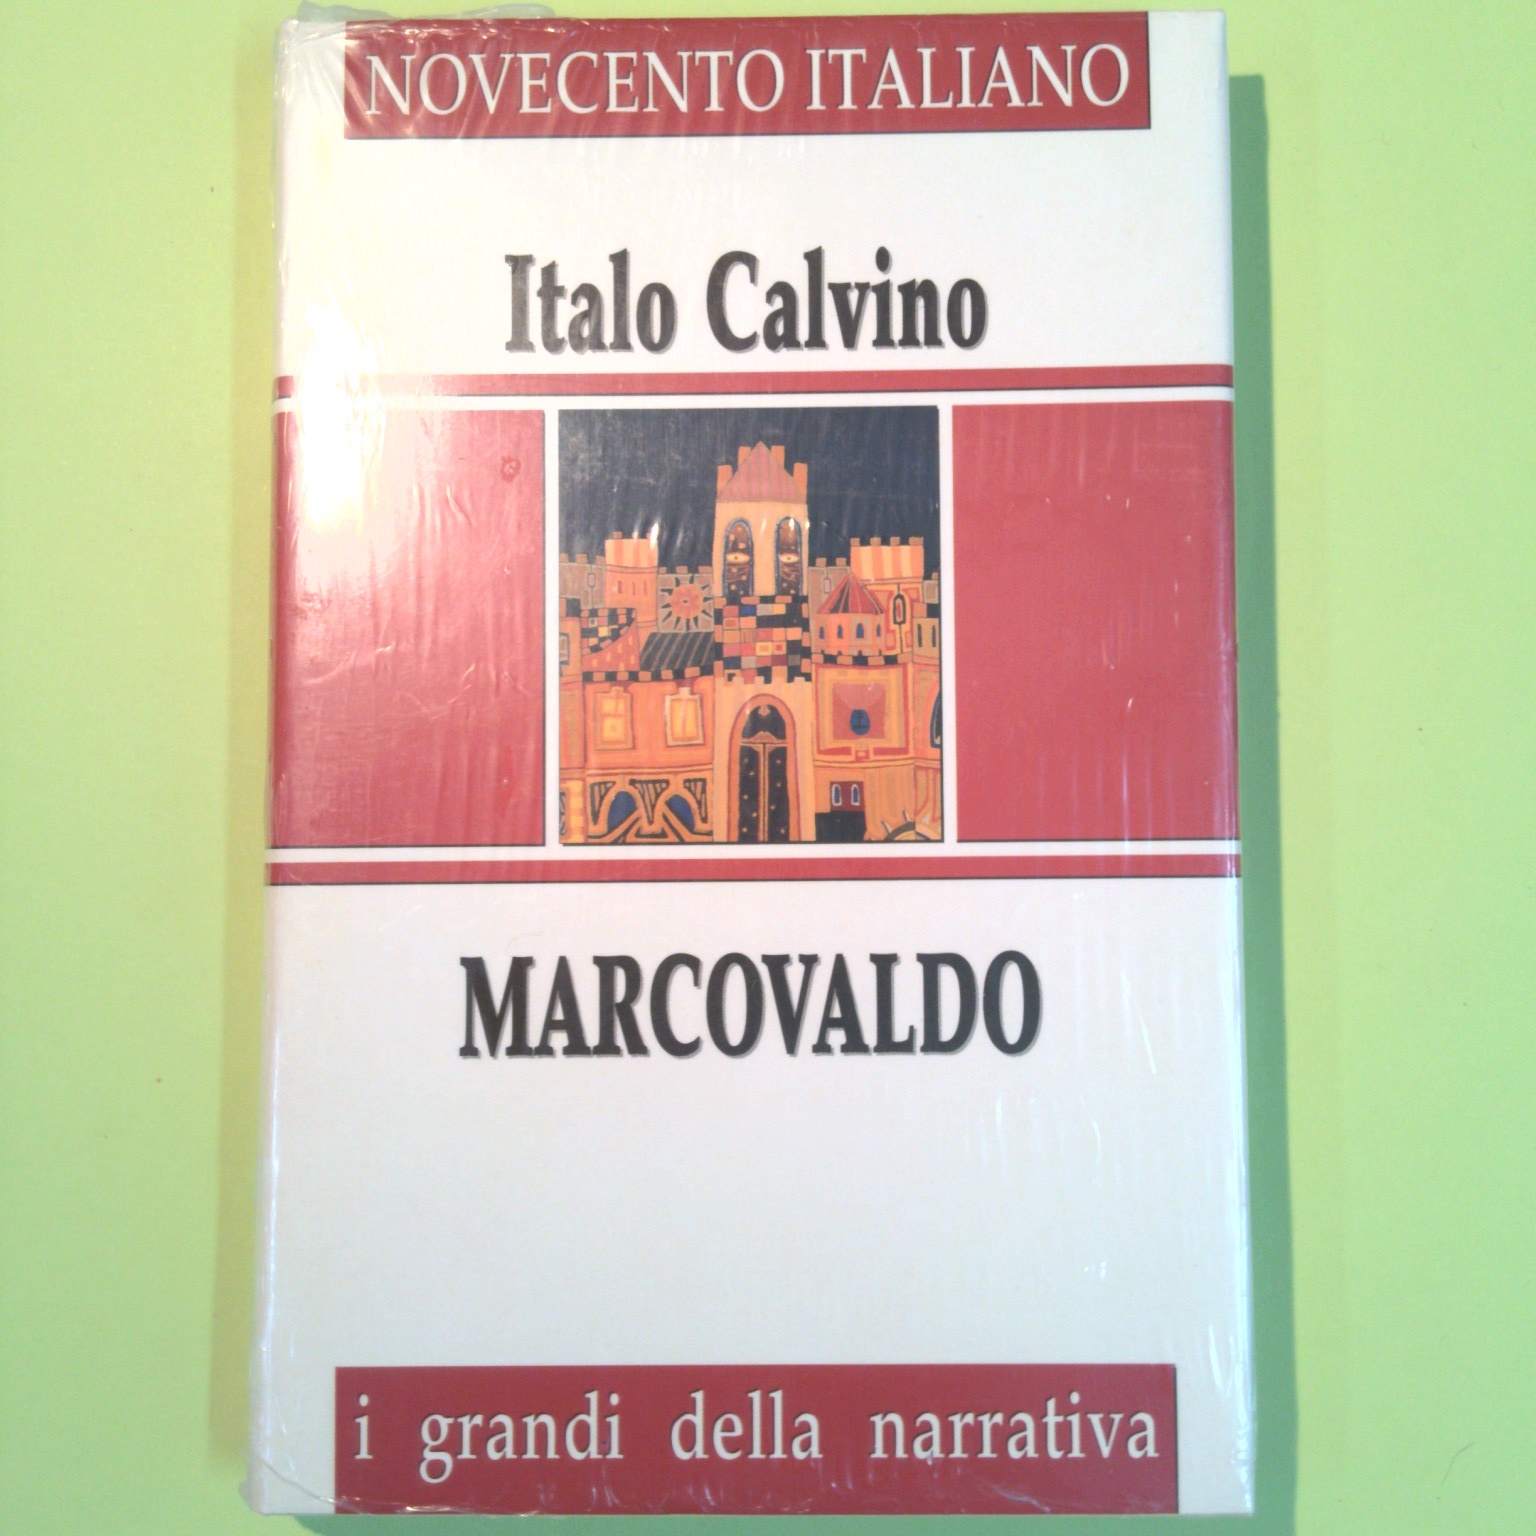 NOVECENTO ITALIANO
Italo Calvino
MARCOVALDO
i grandi della narrativa